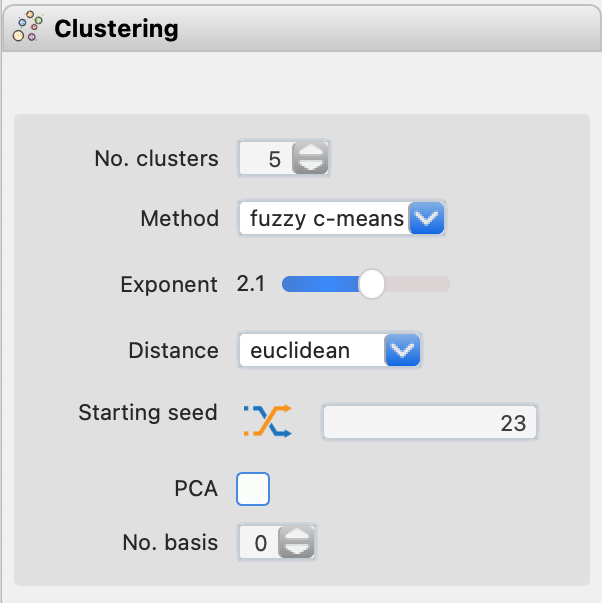 Clustering
No. clusters 5
Method fuzzy c-means
Exponent 2.1
Distance euclidean
Starting seed 23
PCA
No. basis 0